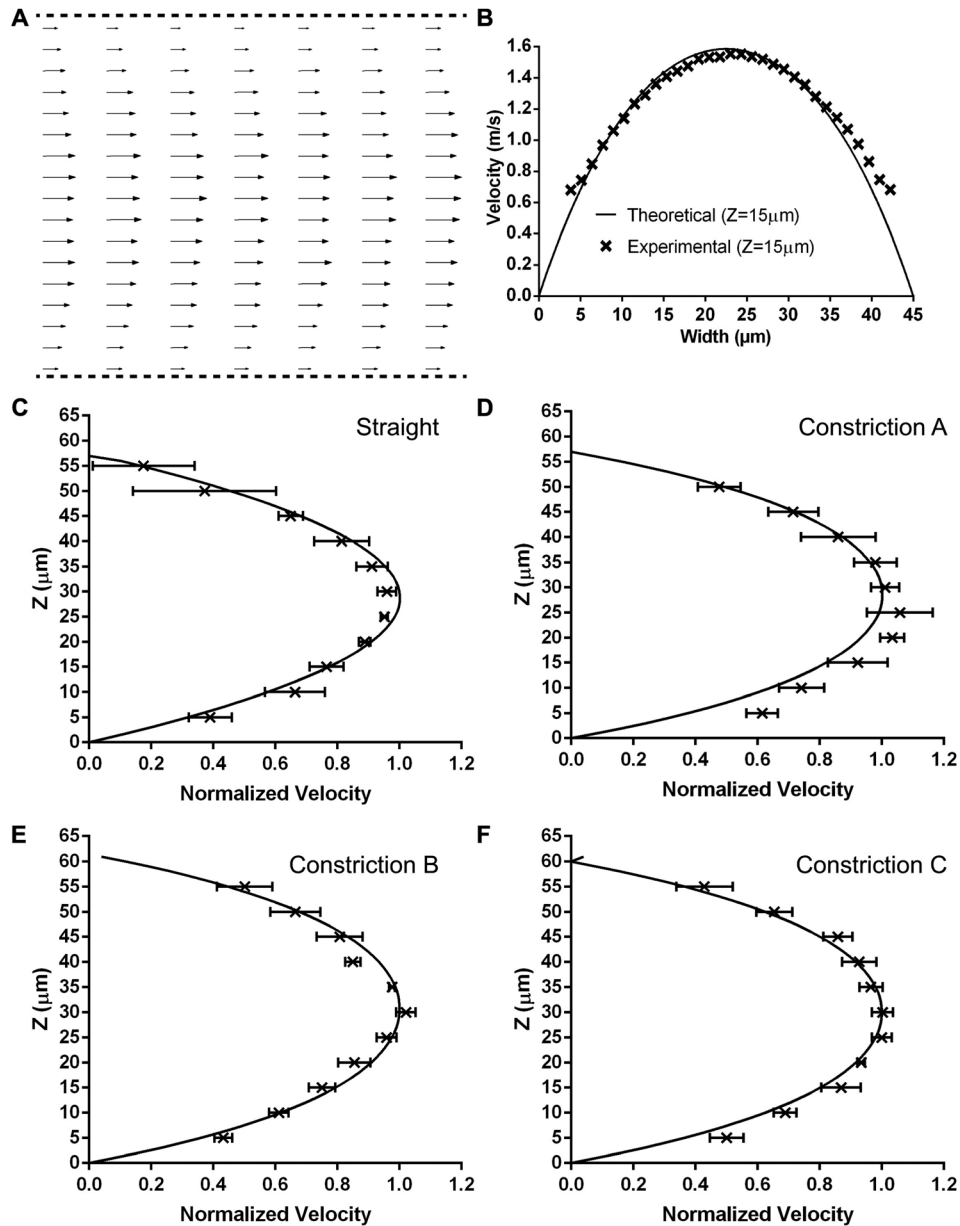 A
B
1.6
1.4
1.2
1.0
0.8
0.6
0.4
0.2
0.0
Velocity (m/s)
Theoretical (Z=15μm)
Experimental (Z=15μm)
0 5 10 15 20 25 30 35 40 45
Width (μm)
C
Straight
65
60
55
50
45
40
35
30
25
20
15
10
5
0
Z (μm)
0.0 0.2 0.4 0.6 0.8 1.0 1.2
Normalized Velocity
D
Constriction A
65
60
55
50
45
40
35
30
25
20
15
10
5
0
Z (μm)
0.0 0.2 0.4 0.6 0.8 1.0 1.2
Normalized Velocity
E
Constriction B
65
60
55
50
45
40
35
30
25
20
15
10
5
0
Z (μm)
0.0 0.2 0.4 0.6 0.8 1.0 1.2
Normalized Velocity
F
Constriction C
65
60
55
50
45
40
35
30
25
20
15
10
5
0
Z (μm)
0.0 0.2 0.4 0.6 0.8 1.0 1.2
Normalized Velocity